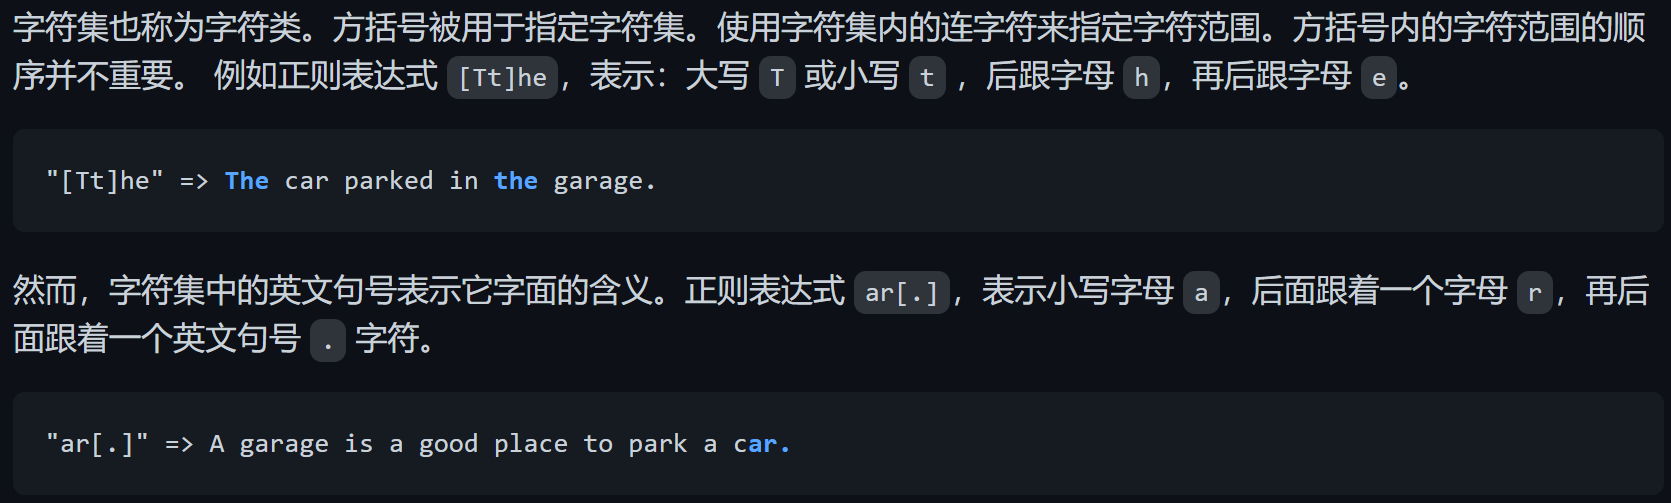 字符集也称为字符类。方括号被用于指定字符集。使用字符集内的连字符来指定字符范围。方括号内的字符范围的顺
序并不重要。 例如正则表达式 [Tt]he，表示：大写 T 或小写 t ，后跟字母 h，再后跟字母 e。
"[Tt]he" => The car parked in the garage.
然而，字符集中的英文句号表示它字面的含义。正则表达式 ar[.]，表示小写字母 a，后面跟着一个字母 r，再后
面跟着一个英文句号 . 字符。
"ar[.]" => A garage is a good place to park a car.